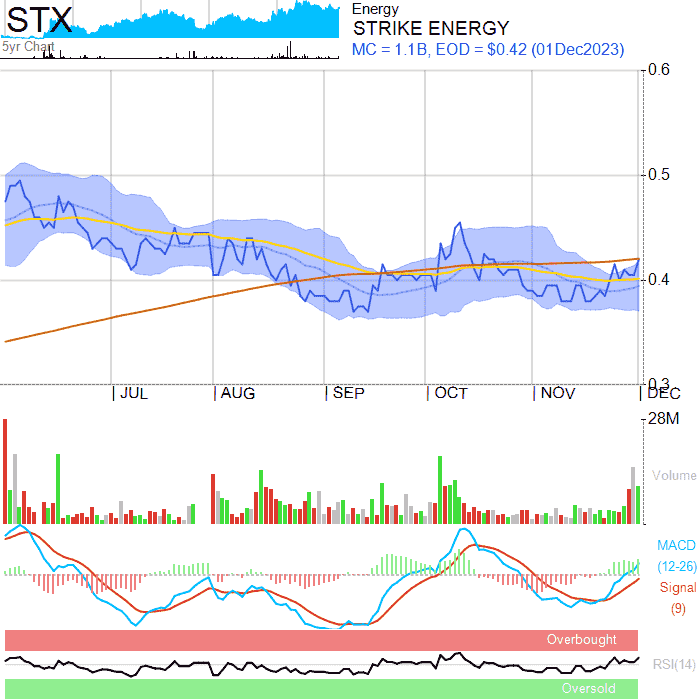 STX
5yr Chart
Energy
STRIKE ENERGY
MC = 1.1B, EOD = $0.42 (01Dec2023)
0.6
0.5
0.4
0.3
JUL AUG SEP OCT NOV DEC
28M
Volume
MACD
(12-26)
Signal
(9)
Overbought
RSI(14)
Oversold